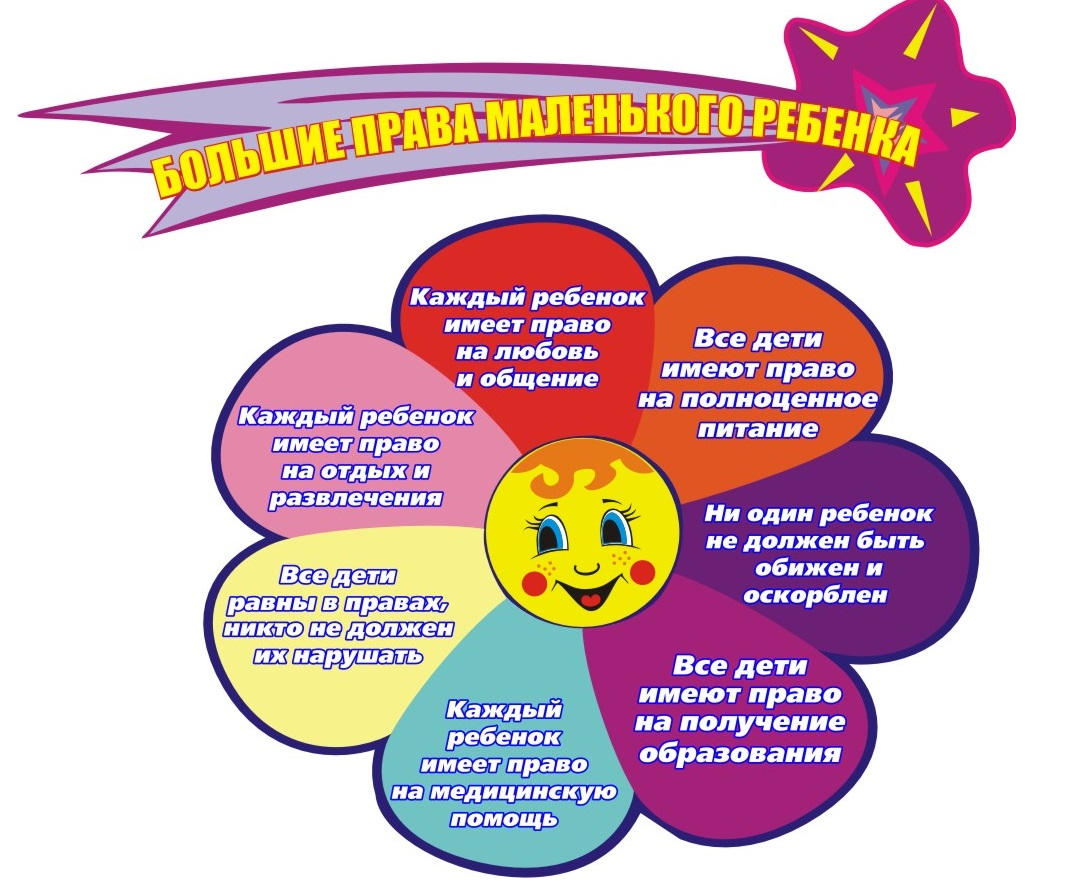 БОЛЬШИЕ ПРАВА МАЛЕНЬКОГО РЕБЕНКА
Каждый ребенок
имеет право
на любовь
и общение
Все дети
имеют право
на полноценное
питание
Ни один ребенок
не должен быть
обижен и
оскорблен
Все дети
имеют право
на получение
образования
Каждый
ребенок
имеет право
на медицинскую
помощь
Все дети
равны в правах,
никто не должен
их нарушать
Каждый ребенок
имеет право
на отдых и
развлечения